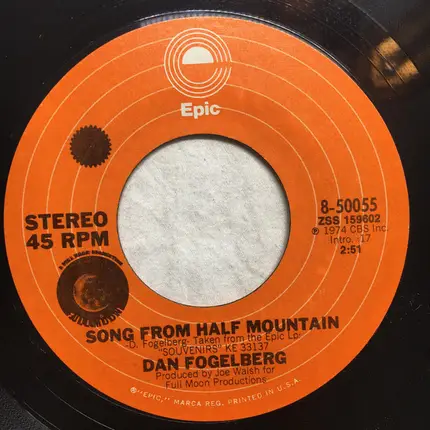 Epic
STEREO
45 RPM
8-50055
ZSS 159602
℗ 1974 CBS Inc.
Intro. :17
2:51
FULL MOON
SONG FROM HALF MOUNTAIN
-D. Fogelberg- Taken from the Epic Lp:
"SOUVENIRS" KE 33137
DAN FOGELBERG
Produced by Joe Walsh for
Full Moon Productions
®"EPIC," MARCA REG. PRINTED IN U.S.A.